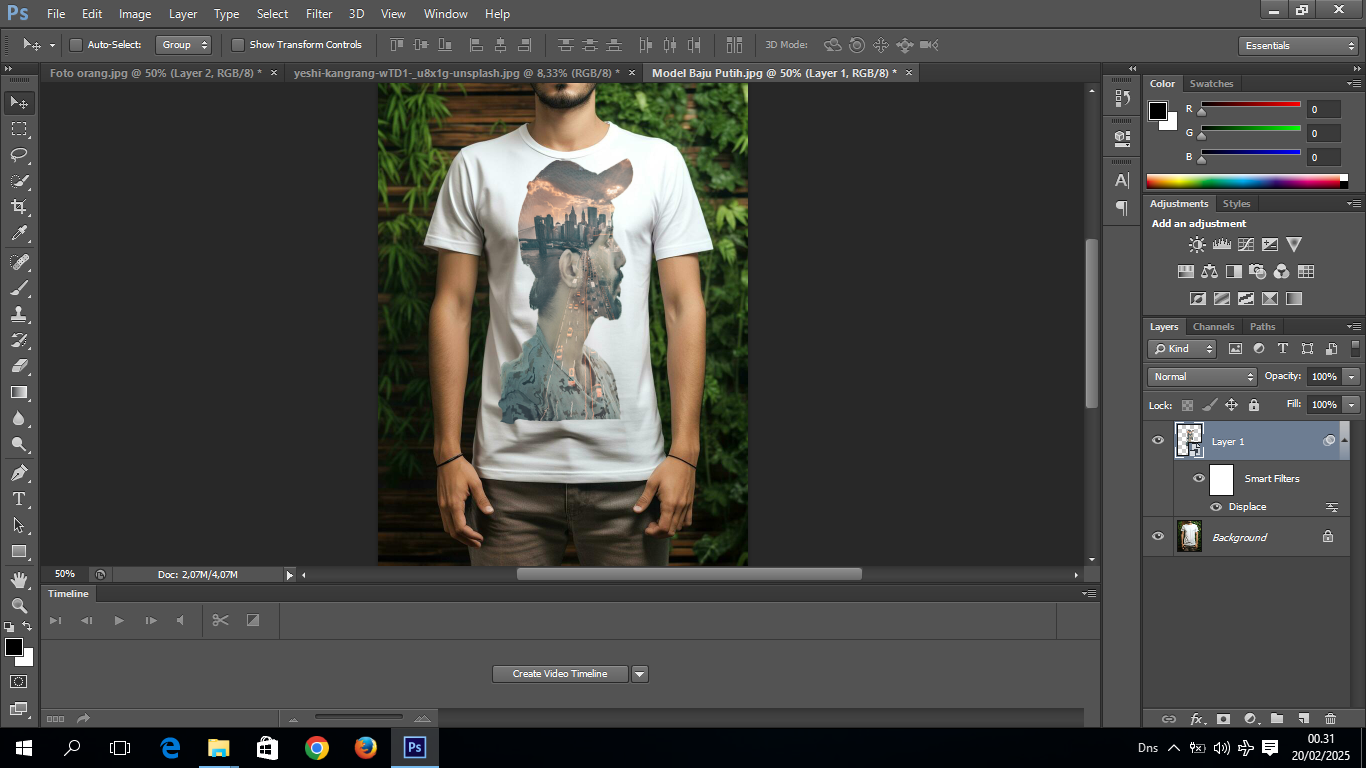 Ps File Edit Image Layer Type Select Filter 3D View Window Help
Auto-Select: Group Show Transform Controls 3D Mode: Essentials
Foto orang.jpg @ 50% (Layer 2, RGB/8) * × yeshi-kangrang-wTD1-_u8x1g-unsplash.jpg @ 8,33% (RGB/8) * × Model Baju Putih.jpg @ 50% (Layer 1, RGB/8) * ×
Color Swatches
R 0
G 0
B 0
Adjustments Styles
Add an adjustment
Layers Channels Paths
Kind
Normal Opacity: 100%
Lock: Fill: 100%
Layer 1
Smart Filters
Displace
Background
50% Doc: 2,07M/4,07M
Timeline
Create Video Timeline
Ps
Dns
00.31
20/02/2025